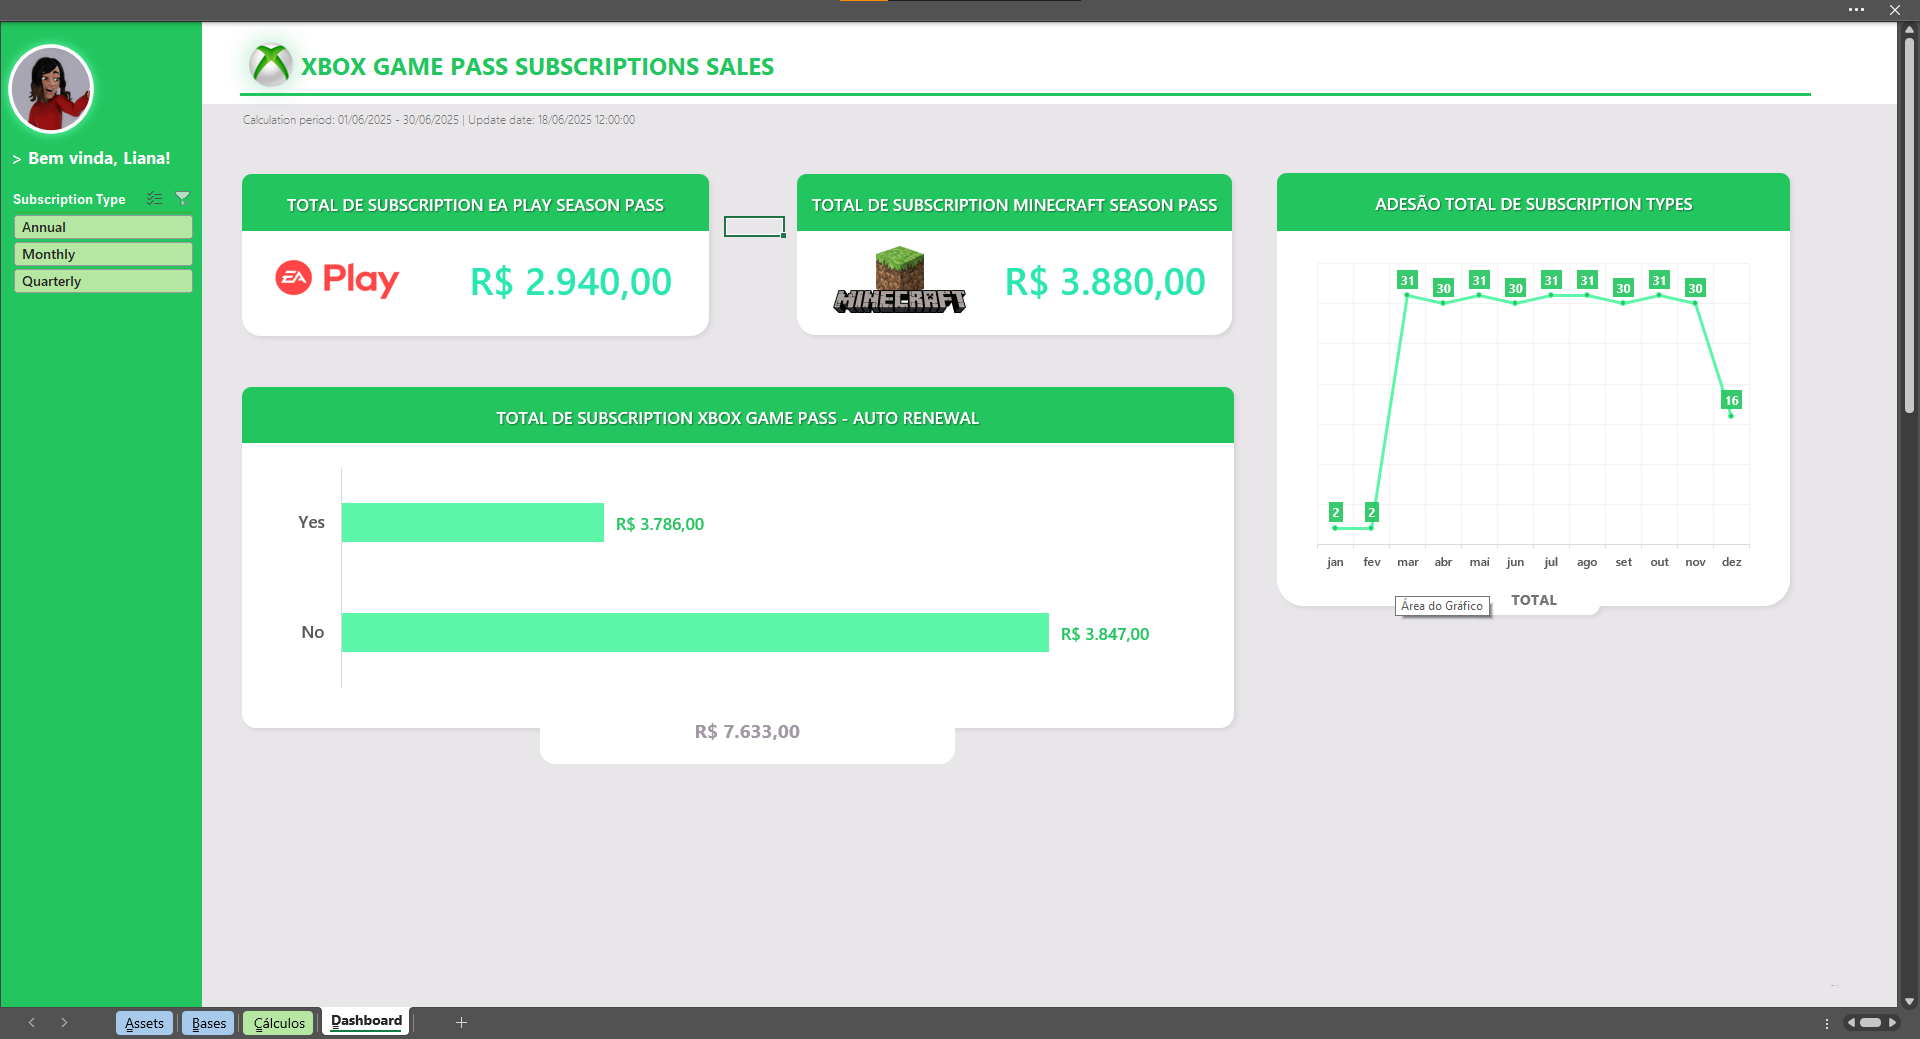 XBOX GAME PASS SUBSCRIPTIONS SALES
Calculation period: 01/06/2025 - 30/06/2025 | Update date: 18/06/2025 12:00:00
> Bem vinda, Liana!
Subscription Type
Annual
Monthly
Quarterly
TOTAL DE SUBSCRIPTION EA PLAY SEASON PASS
EA Play
R$ 2.940,00
TOTAL DE SUBSCRIPTION MINECRAFT SEASON PASS
MINECRAFT
R$ 3.880,00
ADESÃO TOTAL DE SUBSCRIPTION TYPES
2 2 31 30 31 30 31 31 30 31 30 16
jan fev mar abr mai jun jul ago set out nov dez
Área do Gráfico
TOTAL
TOTAL DE SUBSCRIPTION XBOX GAME PASS - AUTO RENEWAL
Yes R$ 3.786,00
No R$ 3.847,00
R$ 7.633,00
Assets Bases Cálculos Dashboard